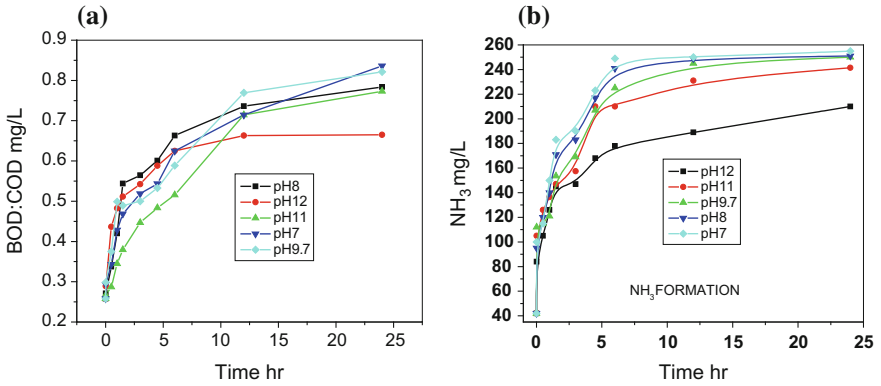 (a)
BOD:COD mg/L
0.9
0.8
0.7
0.6
0.5
0.4
0.3
0.2
0 5 10 15 20 25
Time hr
pH8
pH12
pH11
pH7
pH9.7
(b)
NH₃ mg/L
260
240
220
200
180
160
140
120
100
80
60
40
0 5 10 15 20 25
Time hr
pH12
pH11
pH9.7
pH8
pH7
NH₃FORMATION